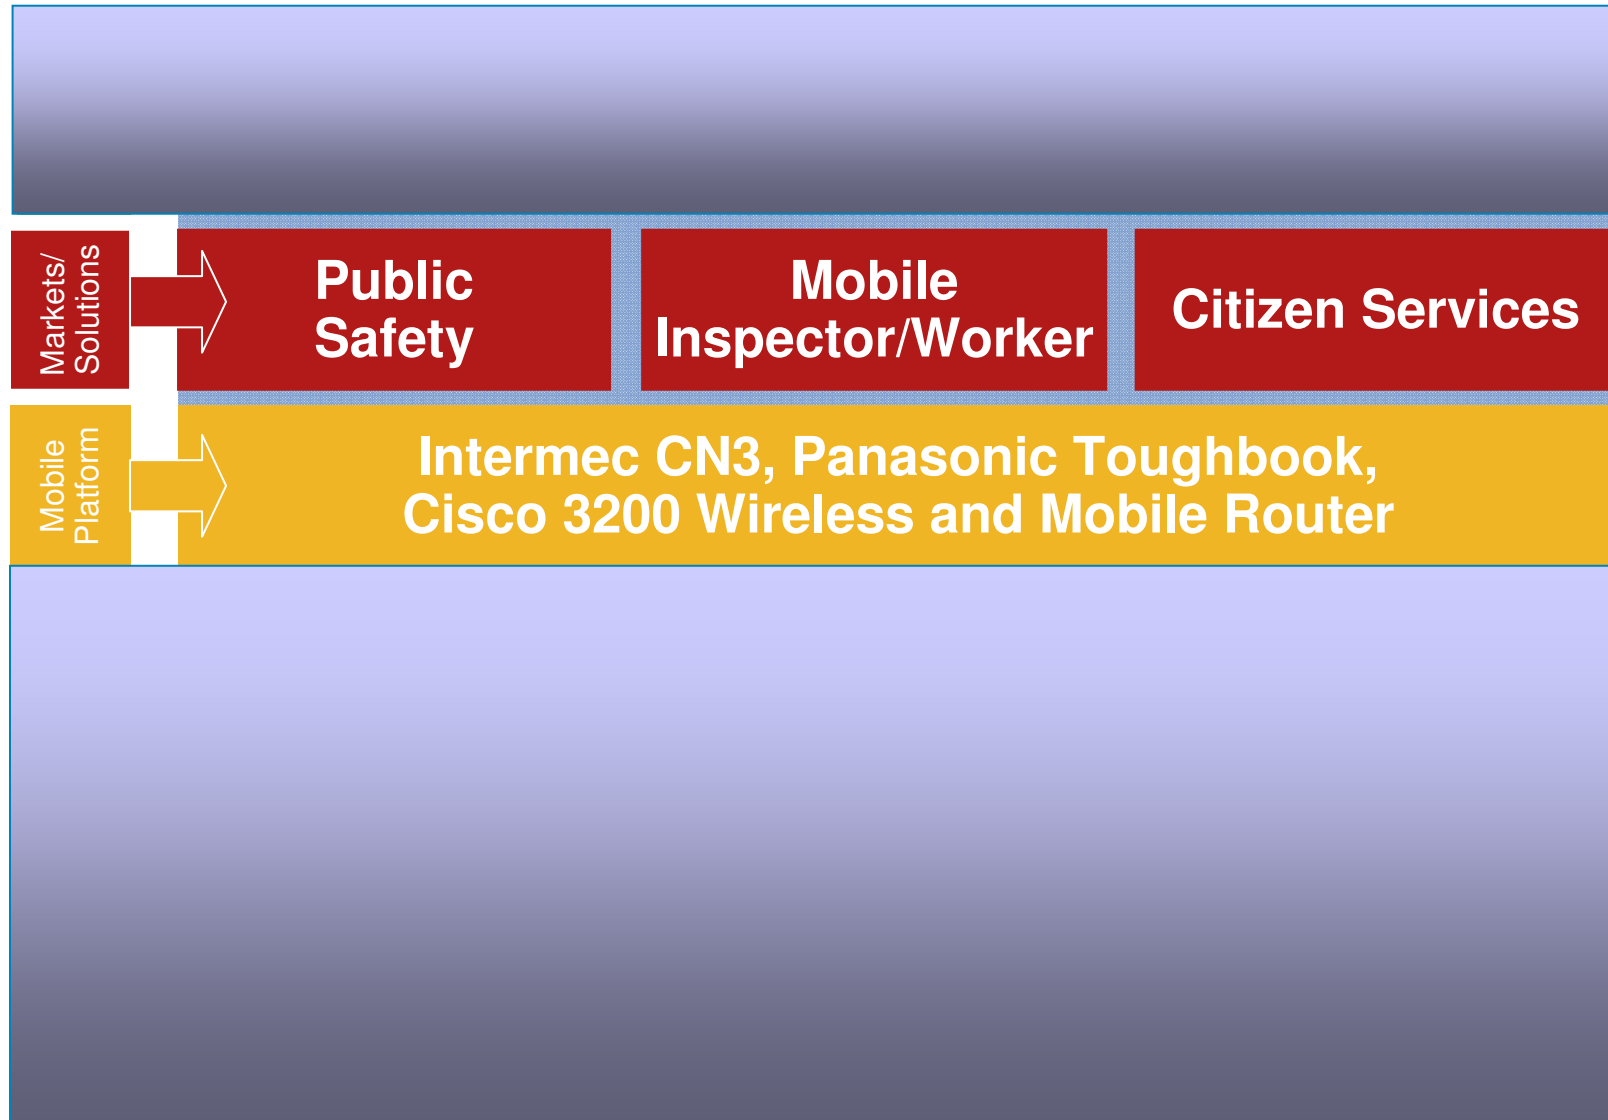 Markets/
Solutions
Public
Safety
Mobile
Inspector/Worker
Citizen Services
Mobile
Platform
Intermec CN3, Panasonic Toughbook,
Cisco 3200 Wireless and Mobile Router